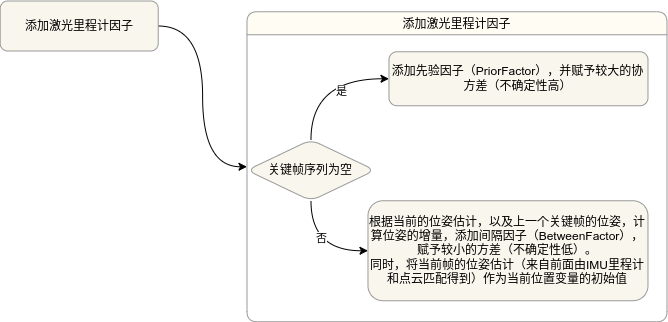 添加激光里程计因子
添加激光里程计因子
添加先验因子（PriorFactor），并赋予较大的协
方差（不确定性高）
是
关键帧序列为空
否
根据当前的位姿估计，以及上一个关键帧的位姿，计
算位姿的增量，添加间隔因子（BetweenFactor），
赋予较小的方差（不确定性低）。
同时，将当前帧的位姿估计（来自前面由IMU里程计
和点云匹配得到）作为当前位置变量的初始值